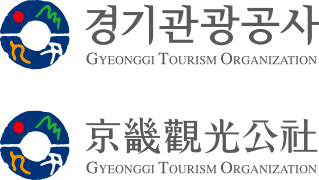 경기관광공사
GYEONGGI TOURISM ORGANIZATION
京畿觀光公社
GYEONGGI TOURISM ORGANIZATION